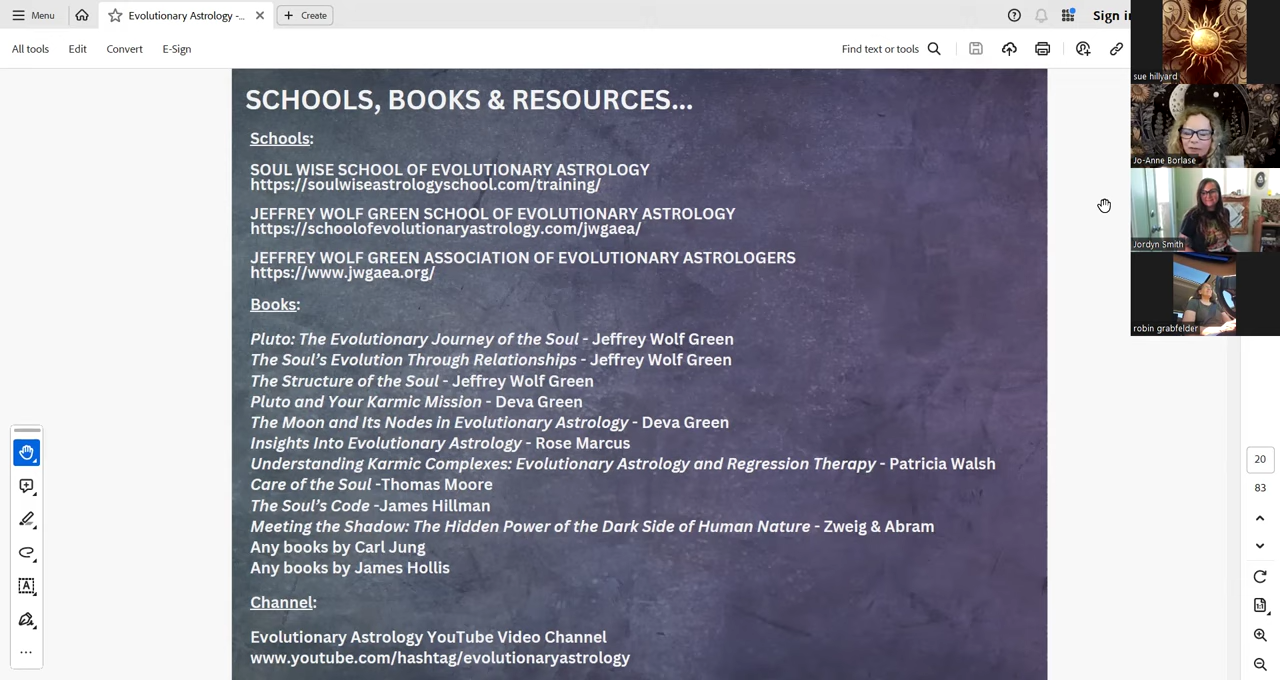 Menu
Evolutionary Astrology -...
Create
Sign in
All tools
Edit
Convert
E-Sign
Find text or tools
SCHOOLS, BOOKS & RESOURCES...
Schools:
SOUL WISE SCHOOL OF EVOLUTIONARY ASTROLOGY
https://soulwiseastrologyschool.com/training/
JEFFREY WOLF GREEN SCHOOL OF EVOLUTIONARY ASTROLOGY
https://schoolofevolutionaryastrology.com/jwgaea/
JEFFREY WOLF GREEN ASSOCIATION OF EVOLUTIONARY ASTROLOGERS
https://www.jwgaea.org/
Books:
Pluto: The Evolutionary Journey of the Soul - Jeffrey Wolf Green
The Soul's Evolution Through Relationships - Jeffrey Wolf Green
The Structure of the Soul - Jeffrey Wolf Green
Pluto and Your Karmic Mission - Deva Green
The Moon and Its Nodes in Evolutionary Astrology - Deva Green
Insights Into Evolutionary Astrology - Rose Marcus
Understanding Karmic Complexes: Evolutionary Astrology and Regression Therapy - Patricia Walsh
Care of the Soul -Thomas Moore
The Soul's Code -James Hillman
Meeting the Shadow: The Hidden Power of the Dark Side of Human Nature - Zweig & Abram
Any books by Carl Jung
Any books by James Hollis
Channel:
Evolutionary Astrology YouTube Video Channel
www.youtube.com/hashtag/evolutionaryastrology
sue hillyard
Jo-Anne Borlase
Jordyn Smith
robin grabfelder
20
83